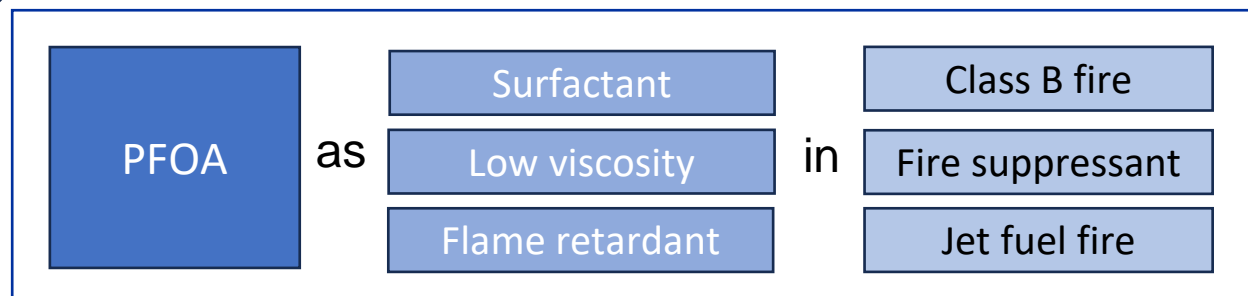 PFOA
as
Surfactant
Low viscosity
Flame retardant
in
Class B fire
Fire suppressant
Jet fuel fire